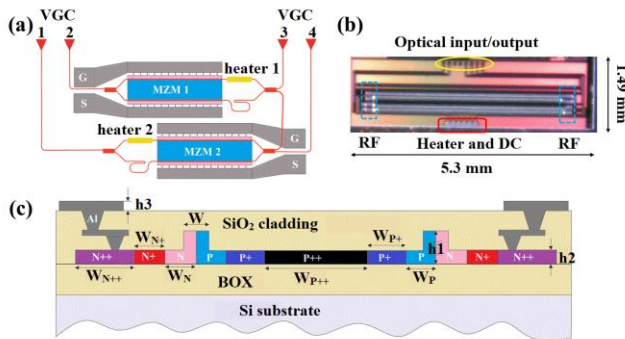 (a)
VGC
1 2
VGC
3 4
heater 1
G
S
MZM 1
heater 2
MZM 2
G
S
(b)
Optical input/output
1.49 mm
RF
Heater and DC
RF
5.3 mm
(c)
h3
Al
W
SiO2 cladding
WN+
WP+
h1
h2
N++
N+
N
P
P+
P++
P+
P
N
N+
N++
WN++
WN
WP++
WP
BOX
Si substrate